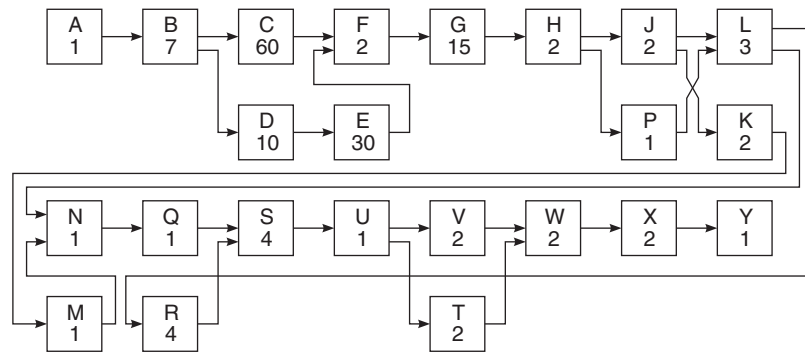 A B C F G H J L
1 7 60 2 15 2 2 3
D E P K
10 30 1 2
N Q S U V W X Y
1 1 4 1 2 2 2 1
M R T
1 4 2